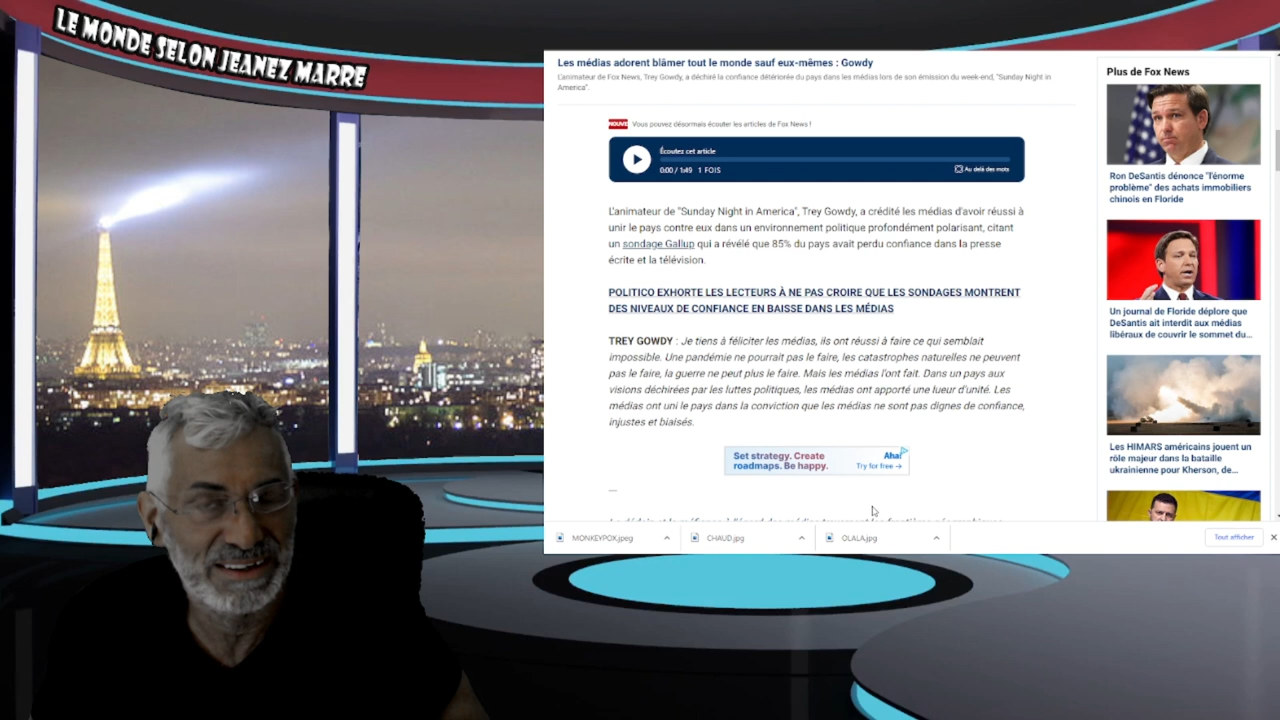 LE MONDE SELON JEANEZ MARRE
Les médias adorent blâmer tout le monde sauf eux-mêmes : Gowdy
L'animateur de Fox News, Trey Gowdy, a déchiré la confiance détériorée du pays dans les médias lors de son émission du week-end, "Sunday Night in
America".
NOUVE Vous pouvez désormais écouter les articles de Fox News !
Écoutez cet article
0:00 / 1:49 1 FOIS
Au delà des mots
L'animateur de "Sunday Night in America", Trey Gowdy, a crédité les médias d'avoir réussi à
unir le pays contre eux dans un environnement politique profondément polarisant, citant
un sondage Gallup qui a révélé que 85% du pays avait perdu confiance dans la presse
écrite et la télévision.
POLITICO EXHORTE LES LECTEURS À NE PAS CROIRE QUE LES SONDAGES MONTRENT
DES NIVEAUX DE CONFIANCE EN BAISSE DANS LES MÉDIAS
TREY GOWDY : Je tiens à féliciter les médias, ils ont réussi à faire ce qui semblait
impossible. Une pandémie ne pourrait pas le faire, les catastrophes naturelles ne peuvent
pas le faire, la guerre ne peut plus le faire. Mais les médias l'ont fait. Dans un pays aux
visions déchirées par les luttes politiques, les médias ont apporté une lueur d'unité. Les
médias ont uni le pays dans la conviction que les médias ne sont pas dignes de confiance,
injustes et biaisés.
Set strategy. Create
roadmaps. Be happy.
Aha!
Try for free →
Plus de Fox News
Ron DeSantis dénonce "l'énorme
problème" des achats immobiliers
chinois en Floride
Un journal de Floride déplore que
DeSantis ait interdit aux médias
libéraux de couvrir le sommet du...
Les HIMARS américains jouent un
rôle majeur dans la bataille
ukrainienne pour Kherson, de...
MONKEYPOX.jpeg
CHAUD.jpg
OLALA.jpg
Tout afficher